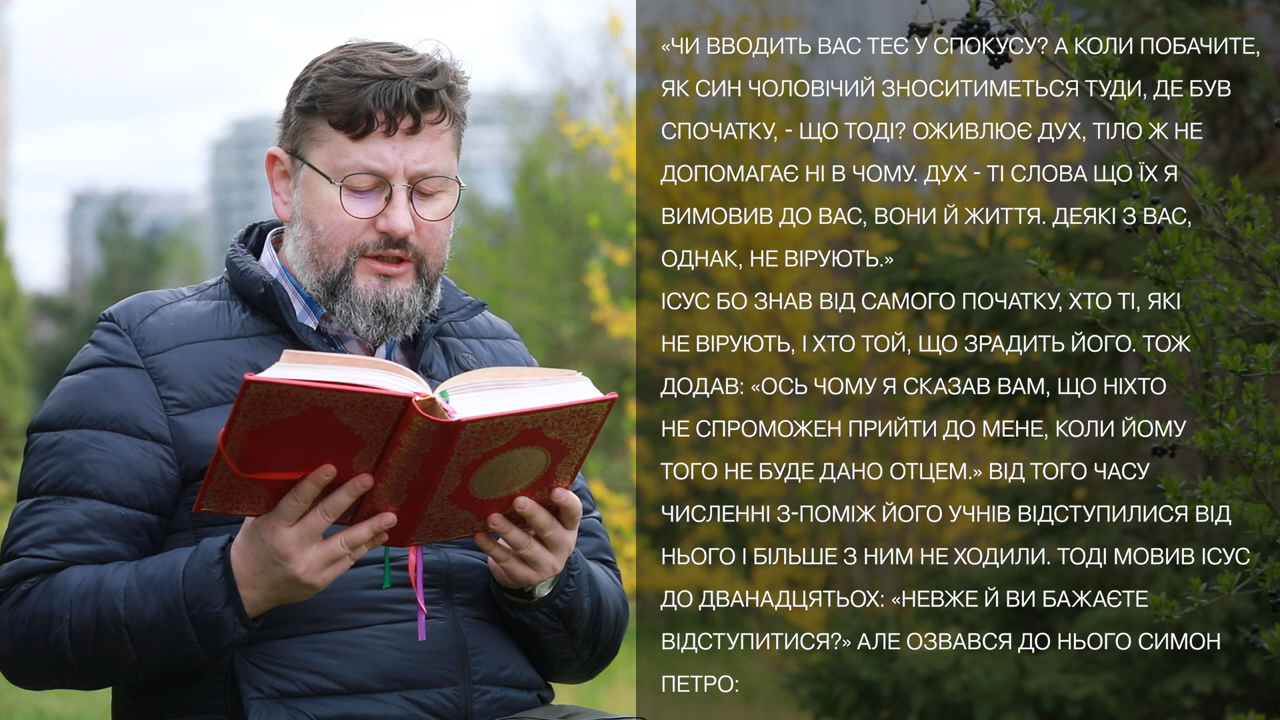 «ЧИ ВВОДИТЬ ВАС ТЕЄ У СПОКУСУ? А КОЛИ ПОБАЧИТЕ,
ЯК СИН ЧОЛОВІЧИЙ ЗНОСИТИМЕТЬСЯ ТУДИ, ДЕ БУВ
СПОЧАТКУ, - ЩО ТОДІ? ОЖИВЛЮЄ ДУХ, ТІЛО Ж НЕ
ДОПОМАГАЄ НІ В ЧОМУ. ДУХ - ТІ СЛОВА ЩО ЇХ Я
ВИМОВИВ ДО ВАС, ВОНИ Й ЖИТТЯ. ДЕЯКІ З ВАС,
ОДНАК, НЕ ВІРУЮТЬ.»
ІСУС БО ЗНАВ ВІД САМОГО ПОЧАТКУ, ХТО ТІ, ЯКІ
НЕ ВІРУЮТЬ, І ХТО ТОЙ, ЩО ЗРАДИТЬ ЙОГО. ТОЖ
ДОДАВ: «ОСЬ ЧОМУ Я СКАЗАВ ВАМ, ЩО НІХТО
НЕ СПРОМОЖЕН ПРИЙТИ ДО МЕНЕ, КОЛИ ЙОМУ
ТОГО НЕ БУДЕ ДАНО ОТЦЕМ.» ВІД ТОГО ЧАСУ
ЧИСЛЕННІ З-ПОМІЖ ЙОГО УЧНІВ ВІДСТУПИЛИСЯ ВІД
НЬОГО І БІЛЬШЕ З НИМ НЕ ХОДИЛИ. ТОДІ МОВИВ ІСУС
ДО ДВАНАДЦЯТЬОХ: «НЕВЖЕ Й ВИ БАЖАЄТЕ
ВІДСТУПИТИСЯ?» АЛЕ ОЗВАВСЯ ДО НЬОГО СИМОН
ПЕТРО: